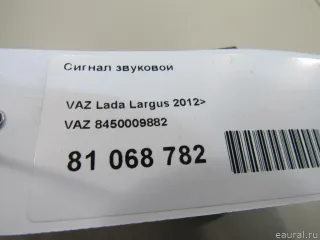 Сигнал звуковой
VAZ Lada Largus 2012>
VAZ 8450009882
81 068 782
eaural.ru